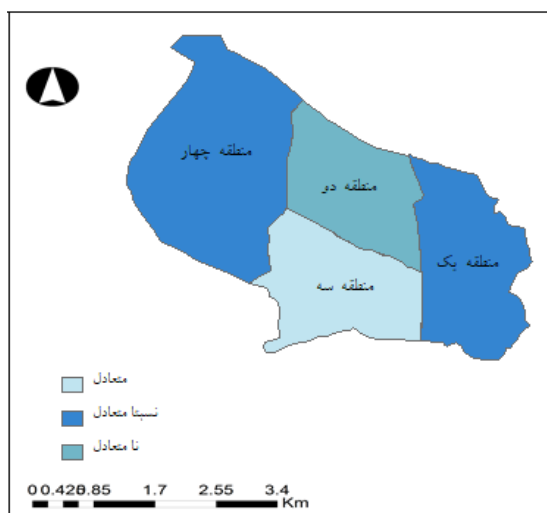 منطقه چهار
منطقه دو
منطقه یک
منطقه سه
متعادل
نسبتا متعادل
نا متعادل
0 0.425 0.85 1.7 2.55 3.4
Km